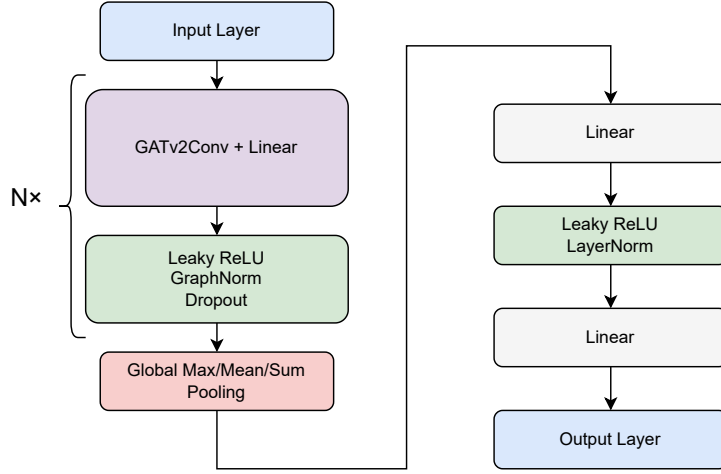 Input Layer
N×
GATv2Conv + Linear
Leaky ReLU
GraphNorm
Dropout
Global Max/Mean/Sum
Pooling
Linear
Leaky ReLU
LayerNorm
Linear
Output Layer